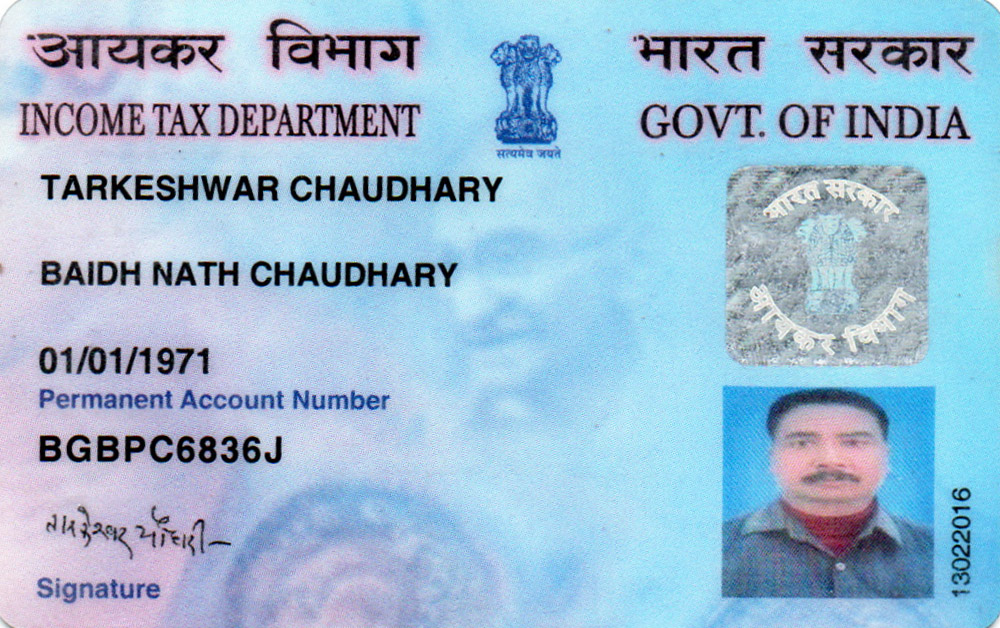 आयकर विभाग
INCOME TAX DEPARTMENT
सत्यमेव जयते
भारत सरकार
GOVT. OF INDIA
TARKESHWAR CHAUDHARY
BAIDH NATH CHAUDHARY
01/01/1971
Permanent Account Number
BGBPC6836J
तारकेश्वर चौधरी
Signature
भारत सरकार
आयकर विभाग
13022016